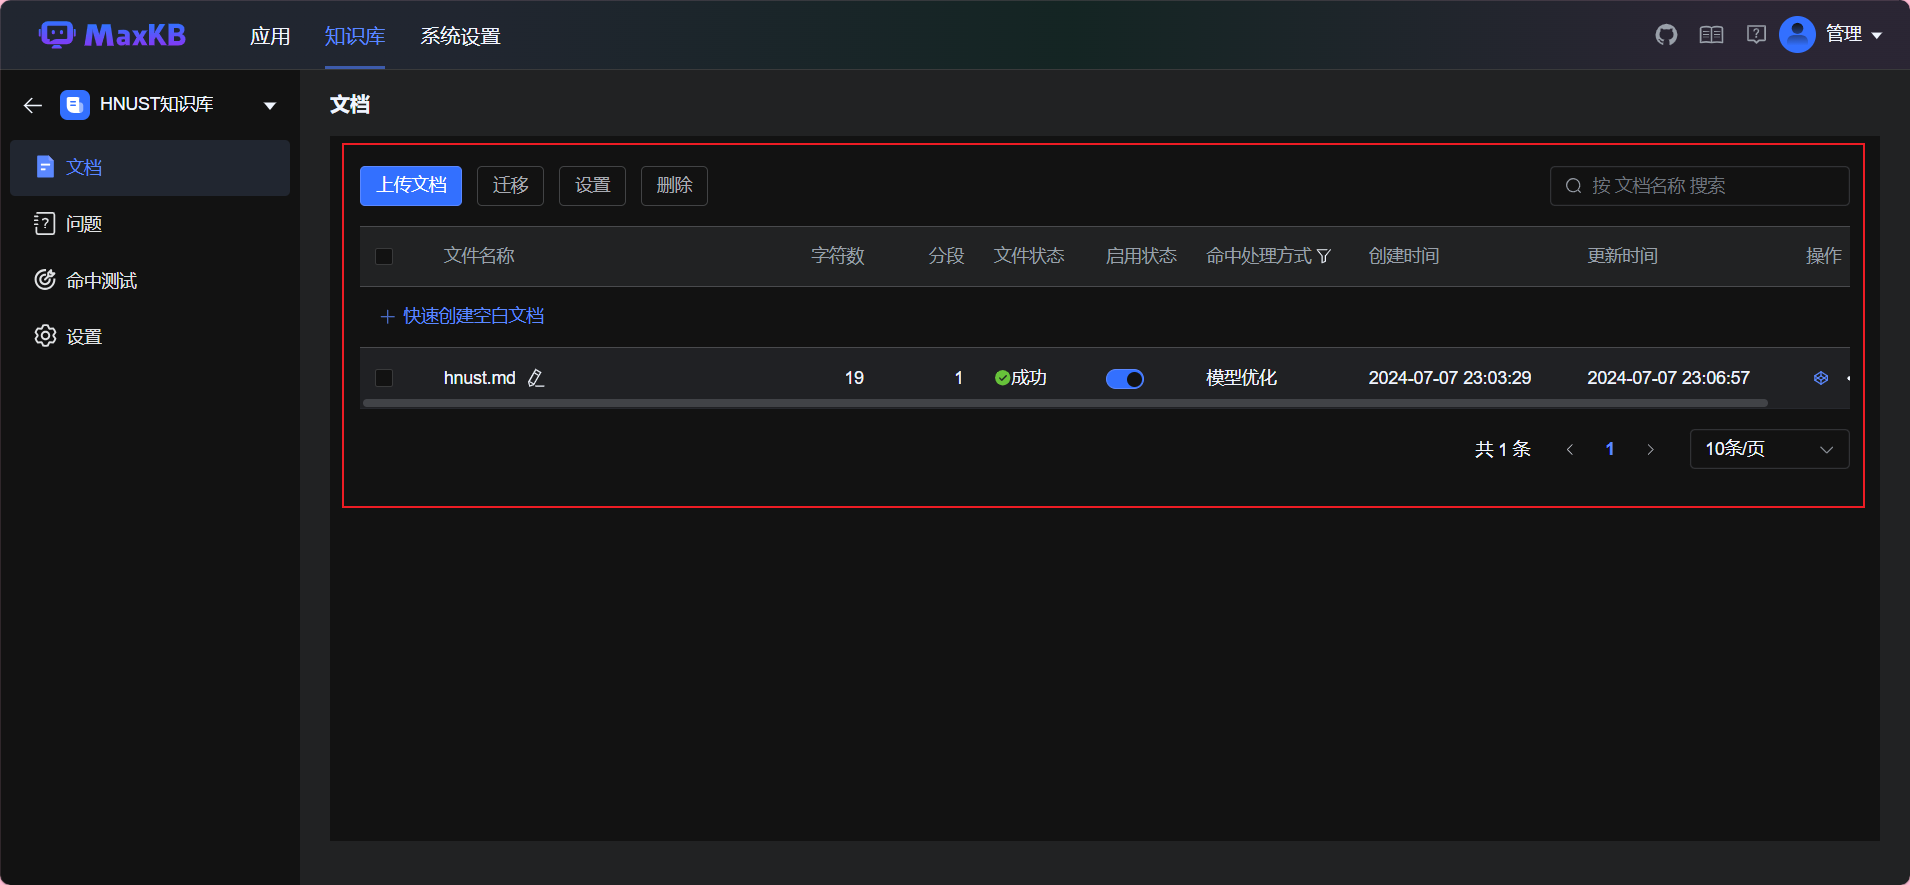 MaxKB 应用 知识库 系统设置 管理
HNUST知识库
文档
问题
命中测试
设置
文档
上传文档 迁移 设置 删除 按 文档名称 搜索
文件名称 字符数 分段 文件状态 启用状态 命中处理方式 创建时间 更新时间 操作
快速创建空白文档
hnust.md 19 1 成功 模型优化 2024-07-07 23:03:29 2024-07-07 23:06:57
共 1 条 1 10条/页